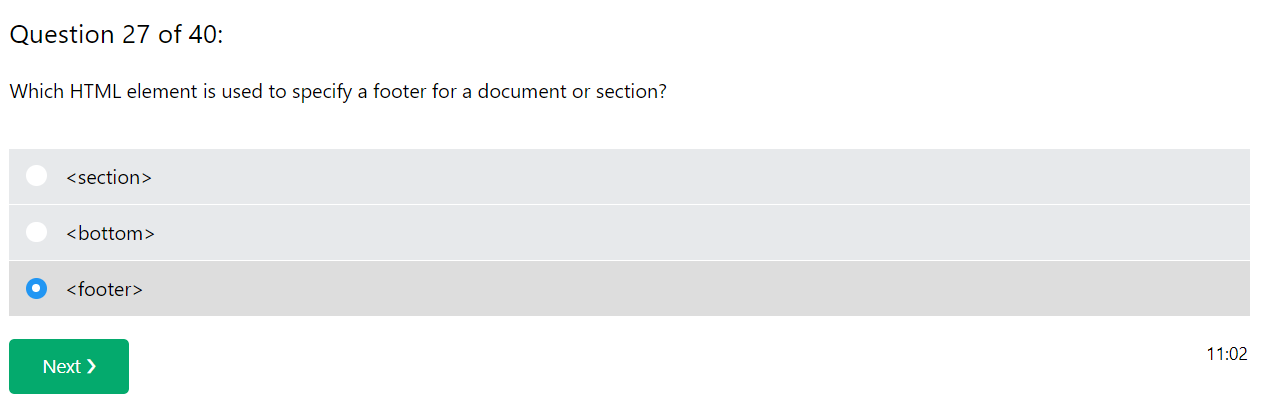 Question 27 of 40:
Which HTML element is used to specify a footer for a document or section?
<section>
<bottom>
<footer>
Next ❯
11:02